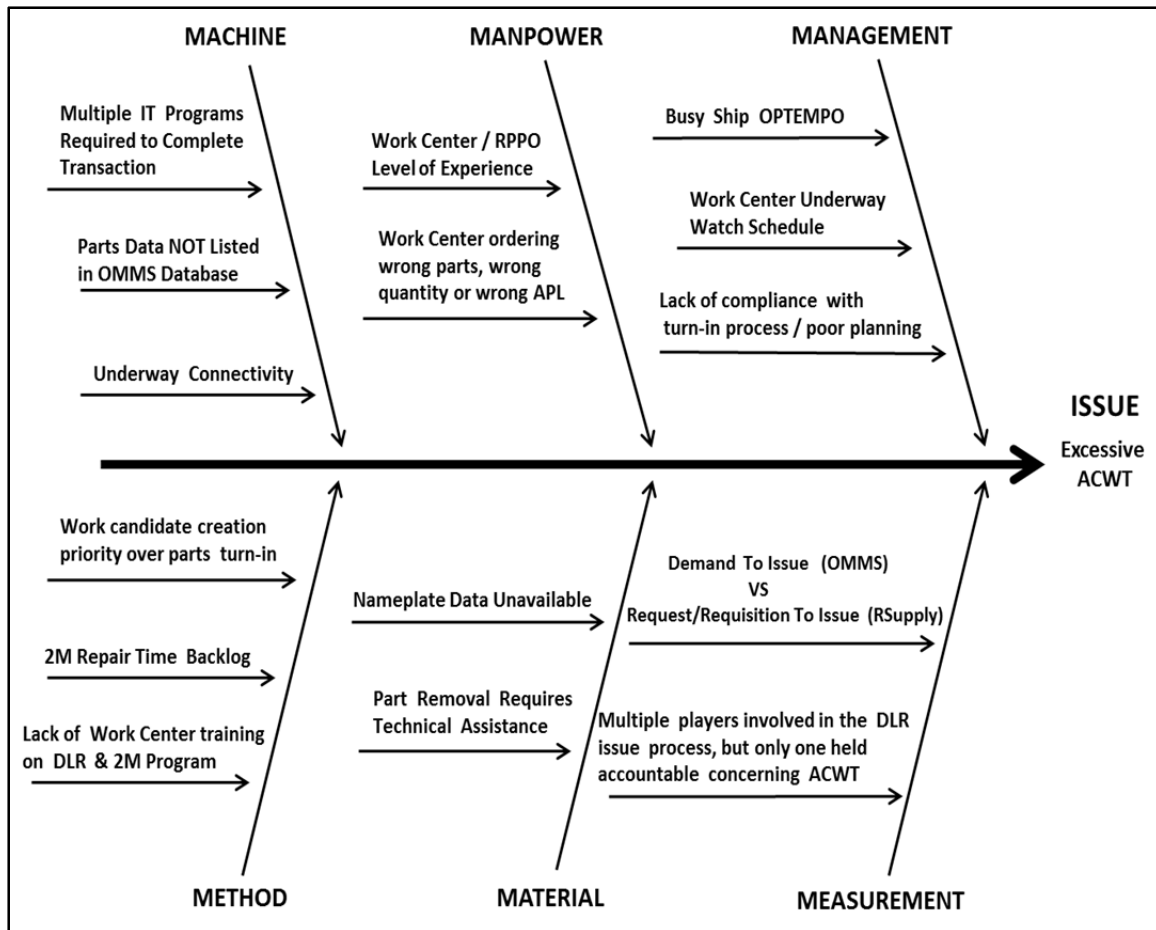 MACHINE
Multiple IT Programs
Required to Complete
Transaction
Parts Data NOT Listed
in OMMS Database
Underway Connectivity
MANPOWER
Work Center / RPPO
Level of Experience
Work Center ordering
wrong parts, wrong
quantity or wrong APL
MANAGEMENT
Busy Ship OPTEMPO
Work Center Underway
Watch Schedule
Lack of compliance with
turn-in process / poor planning
ISSUE
Excessive
ACWT
Work candidate creation
priority over parts turn-in
2M Repair Time Backlog
Lack of Work Center training
on DLR & 2M Program
METHOD
Nameplate Data Unavailable
Part Removal Requires
Technical Assistance
MATERIAL
Demand To Issue (OMMS)
VS
Request/Requisition To Issue (RSupply)
Multiple players involved in the DLR
issue process, but only one held
accountable concerning ACWT
MEASUREMENT